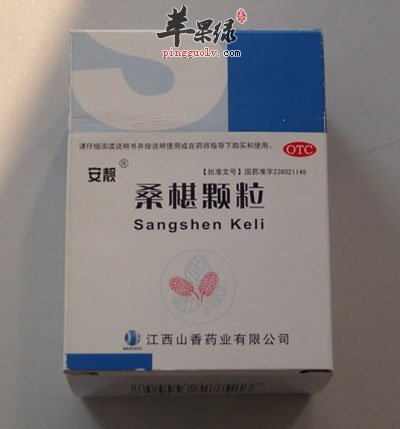 苹果绿
pingguolv.com
请仔细阅读说明书并按说明使用或在药师指导下购买和使用。
OTC
安靓®
【批准文号】国药准字Z36021148
桑椹颗粒
Sangshen Keli
江西山香药业有限公司